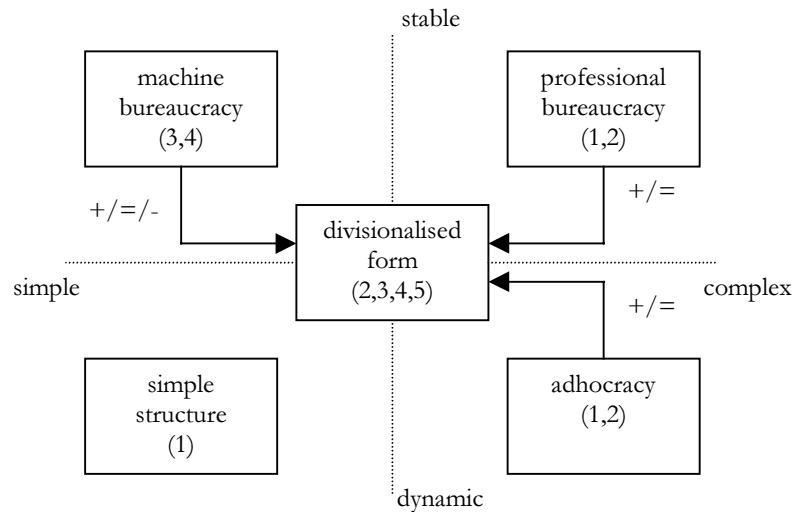 stable
machine
bureaucracy
(3,4)
professional
bureaucracy
(1,2)
+/=/-
+/=
divisionalised
form
(2,3,4,5)
simple
complex
+/=
simple
structure
(1)
adhocracy
(1,2)
dynamic